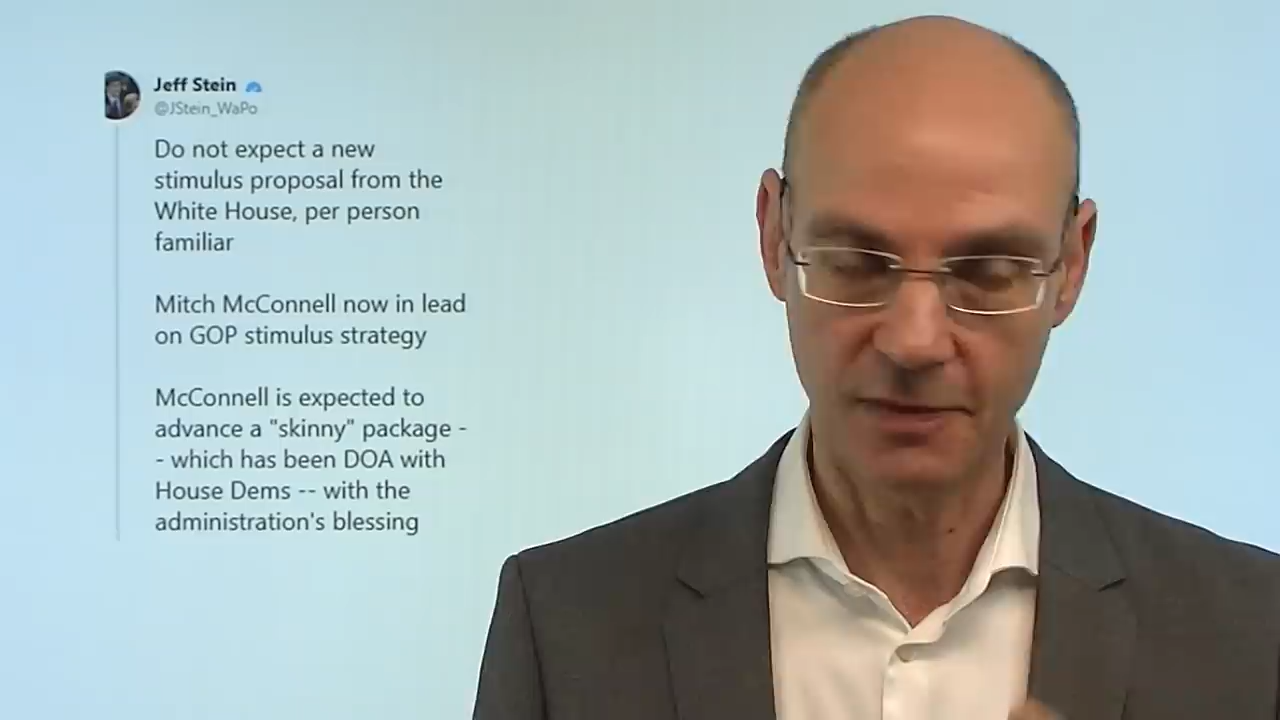 Jeff Stein
@JStein_WaPo
Do not expect a new
stimulus proposal from the
White House, per person
familiar
Mitch McConnell now in lead
on GOP stimulus strategy
McConnell is expected to
advance a "skinny" package -
- which has been DOA with
House Dems -- with the
administration's blessing